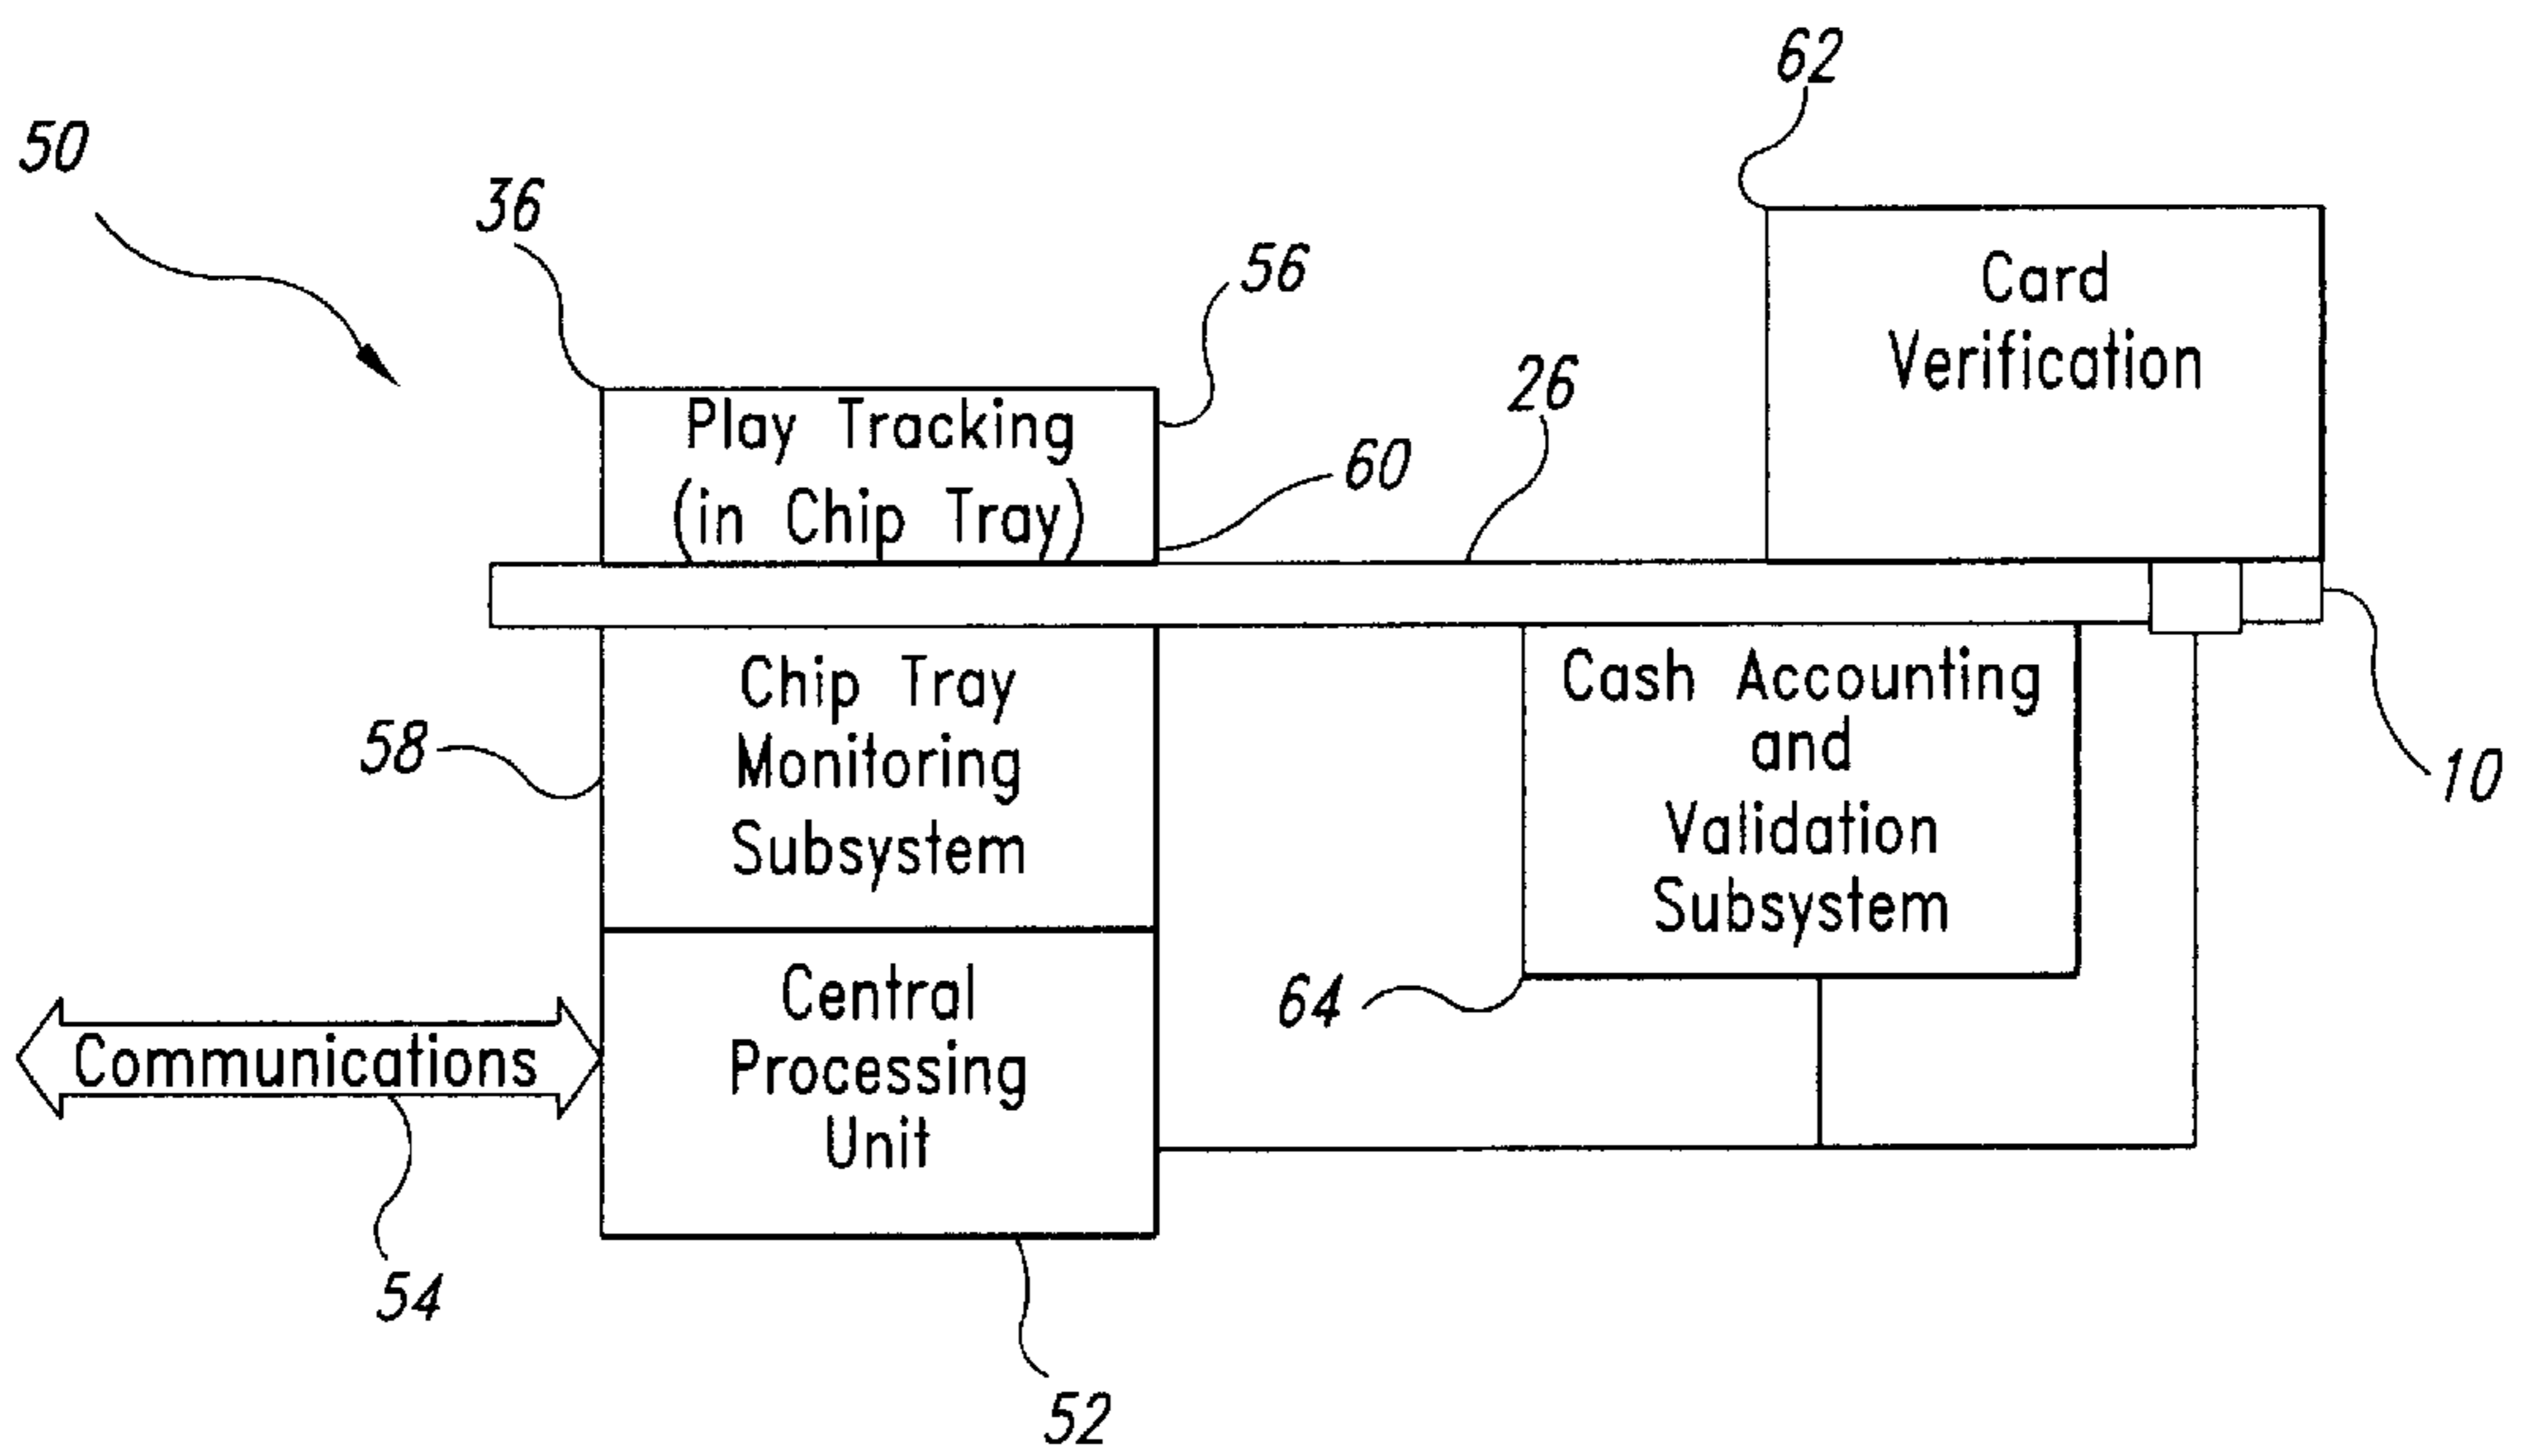 62
50
36
56
Card
Verification
26
Play Tracking
60
(in Chip Tray)
Chip Tray
Monitoring
Subsystem
58
Cash Accounting
and
Validation
Subsystem
10
Central
Processing
Unit
64
Communications
54
52